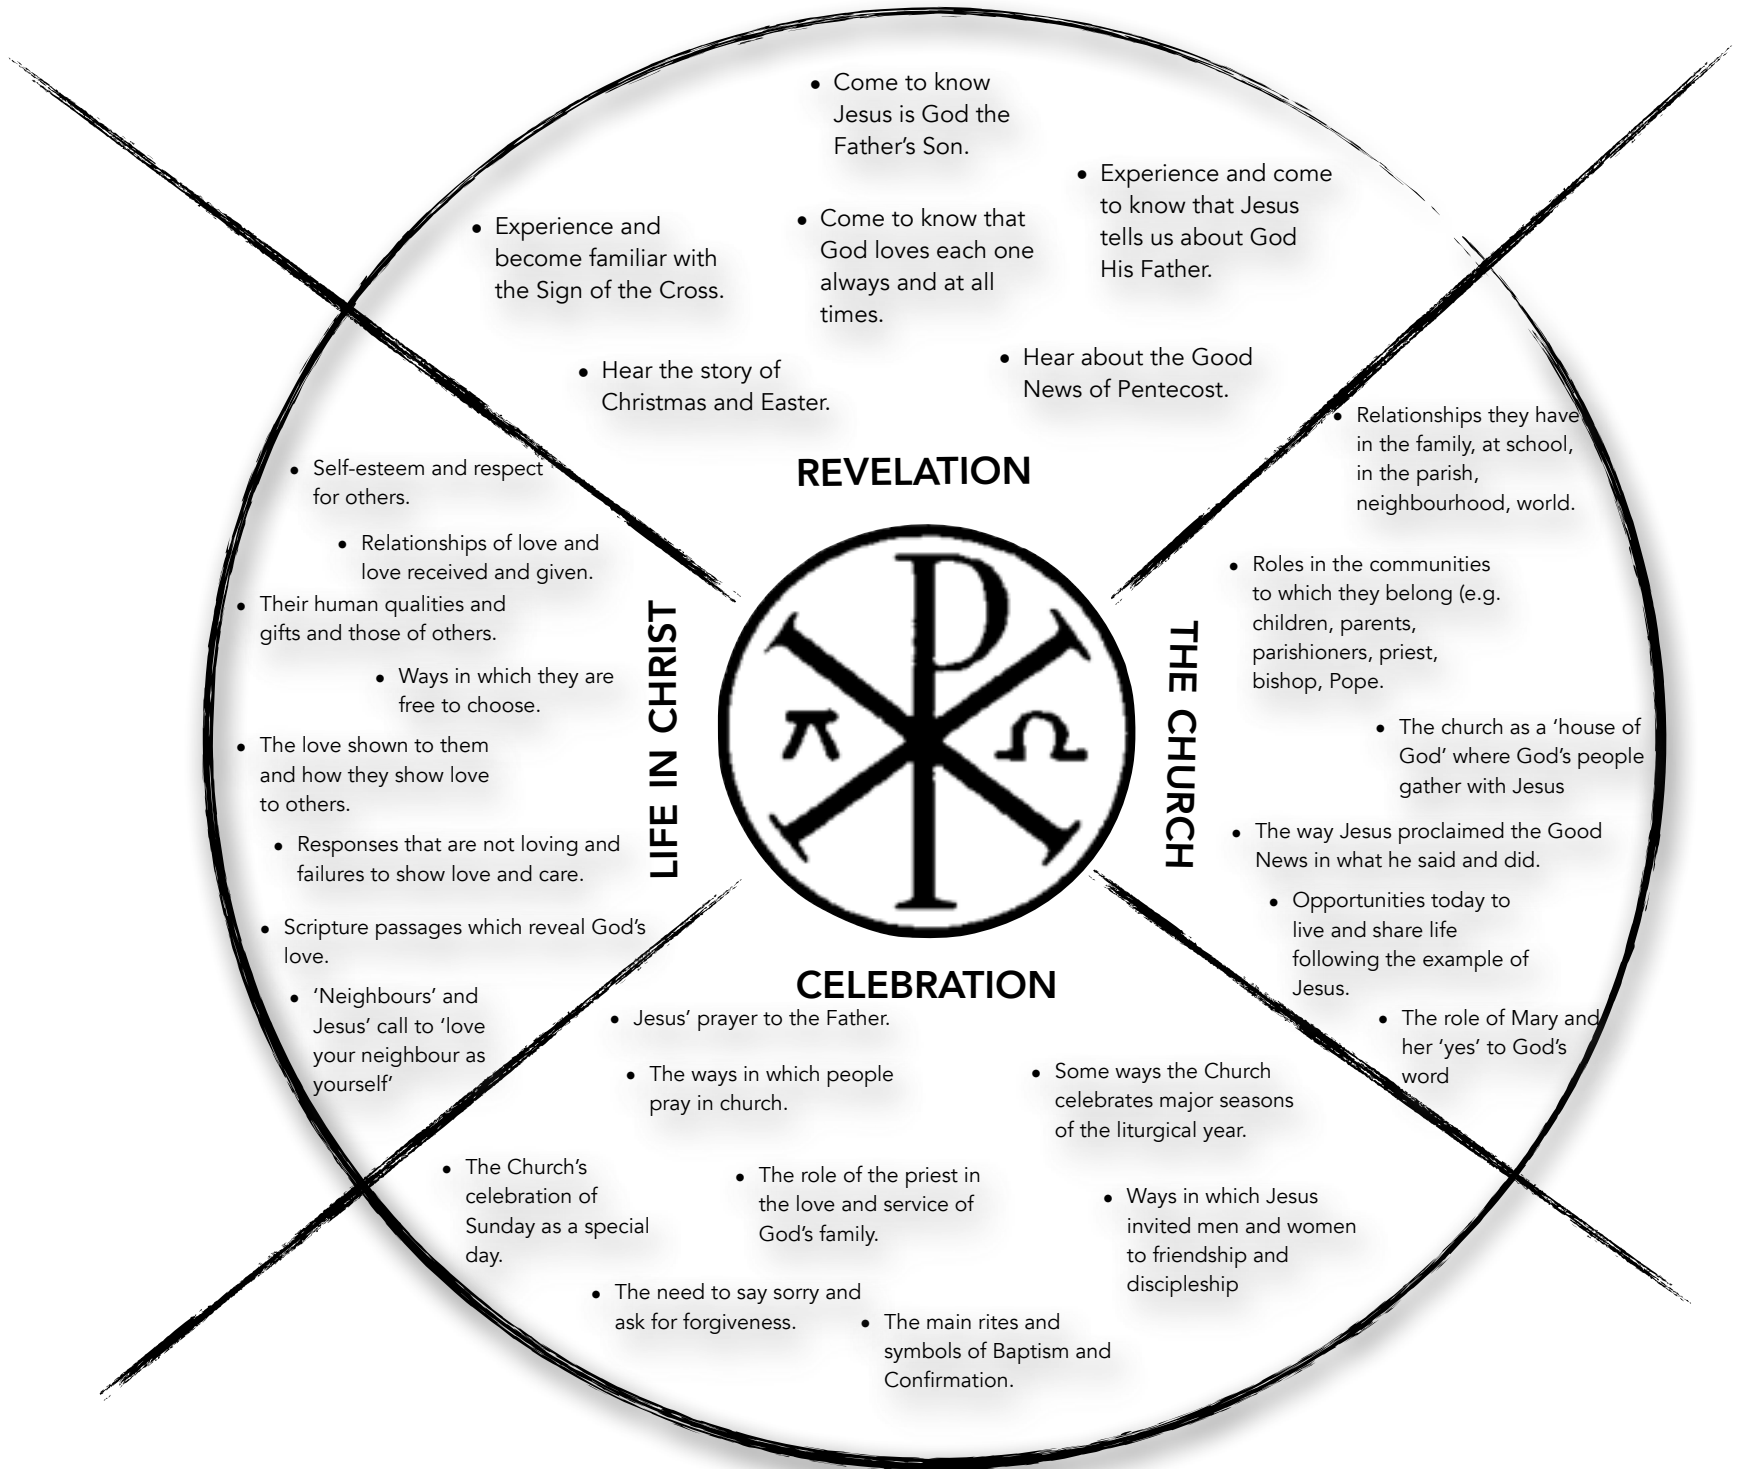 • Come to know
Jesus is God the
Father's Son.
• Experience and come
to know that Jesus
tells us about God
His Father.
• Experience and
become familiar with
the Sign of the Cross.
• Come to know that
God loves each one
always and at all
times.
• Hear the story of
Christmas and Easter.
• Hear about the Good
News of Pentecost.
REVELATION
• Relationships they have
in the family, at school,
in the parish,
neighbourhood, world.
• Roles in the communities
to which they belong (e.g.
children, parents,
parishioners, priest,
bishop, Pope.
• The church as a ‘house of
God’ where God’s people
gather with Jesus
• The way Jesus proclaimed the Good
News in what he said and did.
• Opportunities today to
live and share life
following the example of
Jesus.
• The role of Mary and
her ‘yes’ to God’s
word
THE CHURCH
• Self-esteem and respect
for others.
• Relationships of love and
love received and given.
• Their human qualities and
gifts and those of others.
• Ways in which they are
free to choose.
• The love shown to them
and how they show love
to others.
• Responses that are not loving and
failures to show love and care.
• Scripture passages which reveal God’s
love.
• ‘Neighbours’ and
Jesus’ call to ‘love
your neighbour as
yourself’
LIFE IN CHRIST
Ω
CELEBRATION
• Jesus’ prayer to the Father.
• The ways in which people
pray in church.
• Some ways the Church
celebrates major seasons
of the liturgical year.
• The Church’s
celebration of
Sunday as a special
day.
• The role of the priest in
the love and service of
God’s family.
• Ways in which Jesus
invited men and women
to friendship and
discipleship
• The need to say sorry and
ask for forgiveness.
• The main rites and
symbols of Baptism and
Confirmation.